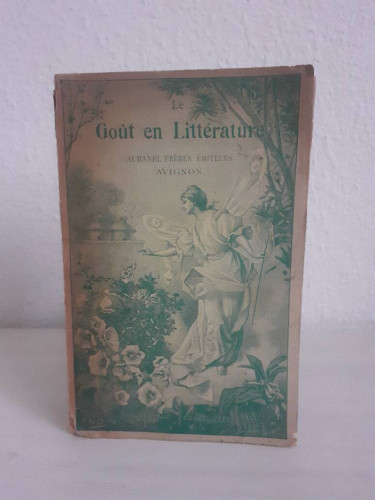 Le
Goût en Littérature
AUBANEL FRÈRES ÉDITEURS
AVIGNON